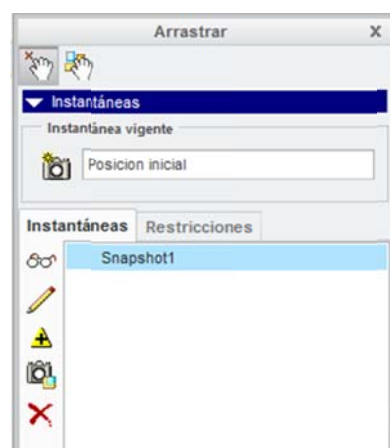 Arrastrar X
Instantáneas
Instantánea vigente
Posicion inicial
Instantáneas Restricciones
Snapshot1